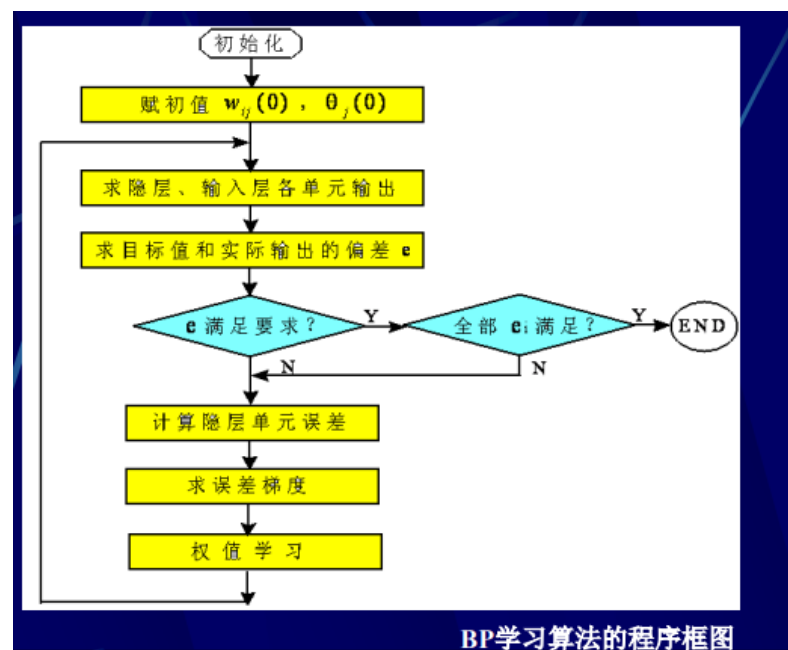 初始化
赋初值 wij(0)，θj(0)
求隐层、输入层各单元输出
求目标值和实际输出的偏差 e
e 满足要求？
Y
全部 ei 满足？
Y
END
N
N
计算隐层单元误差
求误差梯度
权值学习
BP学习算法的程序框图